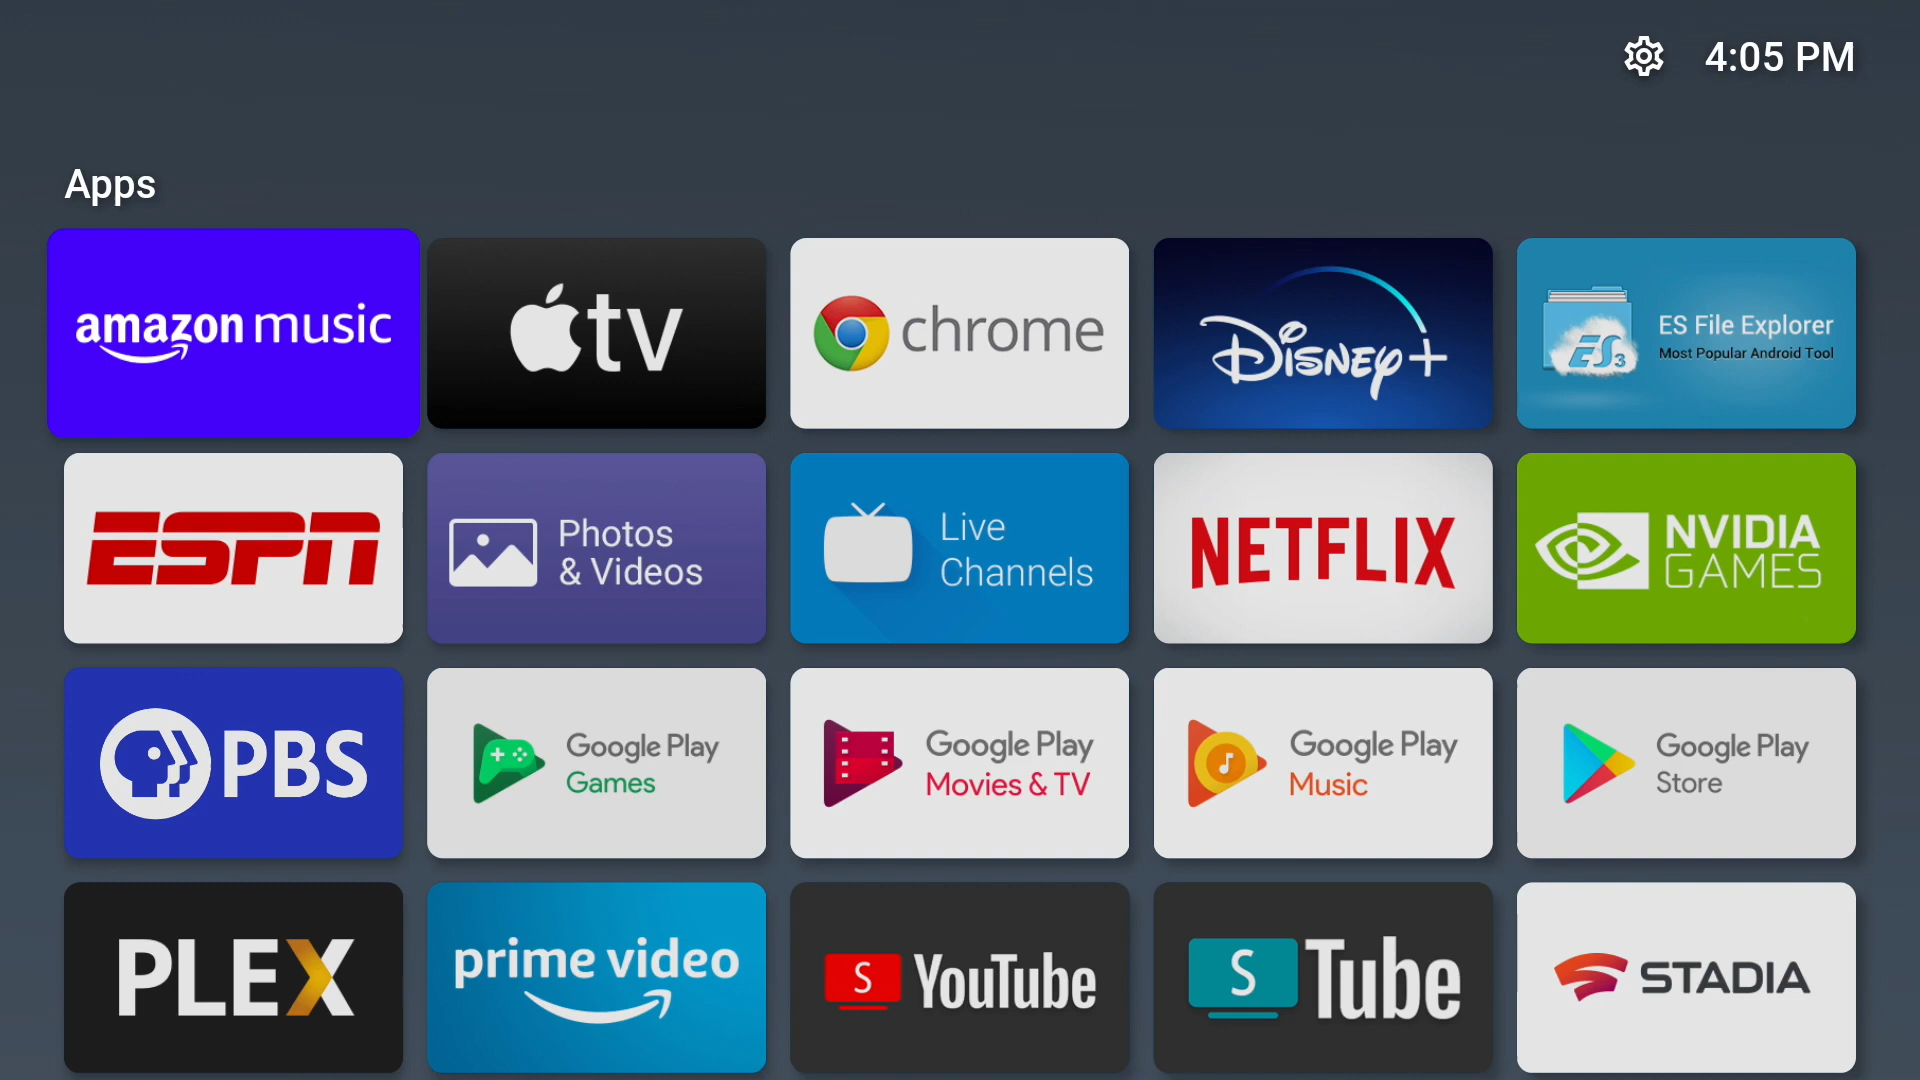 4:05 PM
Apps
amazon music
tv
chrome
Disney+
ES3
ES File Explorer
Most Popular Android Tool
ESPN
Photos
& Videos
Live
Channels
NETFLIX
NVIDIA
GAMES
PBS
Google Play
Games
Google Play
Movies & TV
Google Play
Music
Google Play
Store
PLEX
prime video
S YouTube
S Tube
STADIA